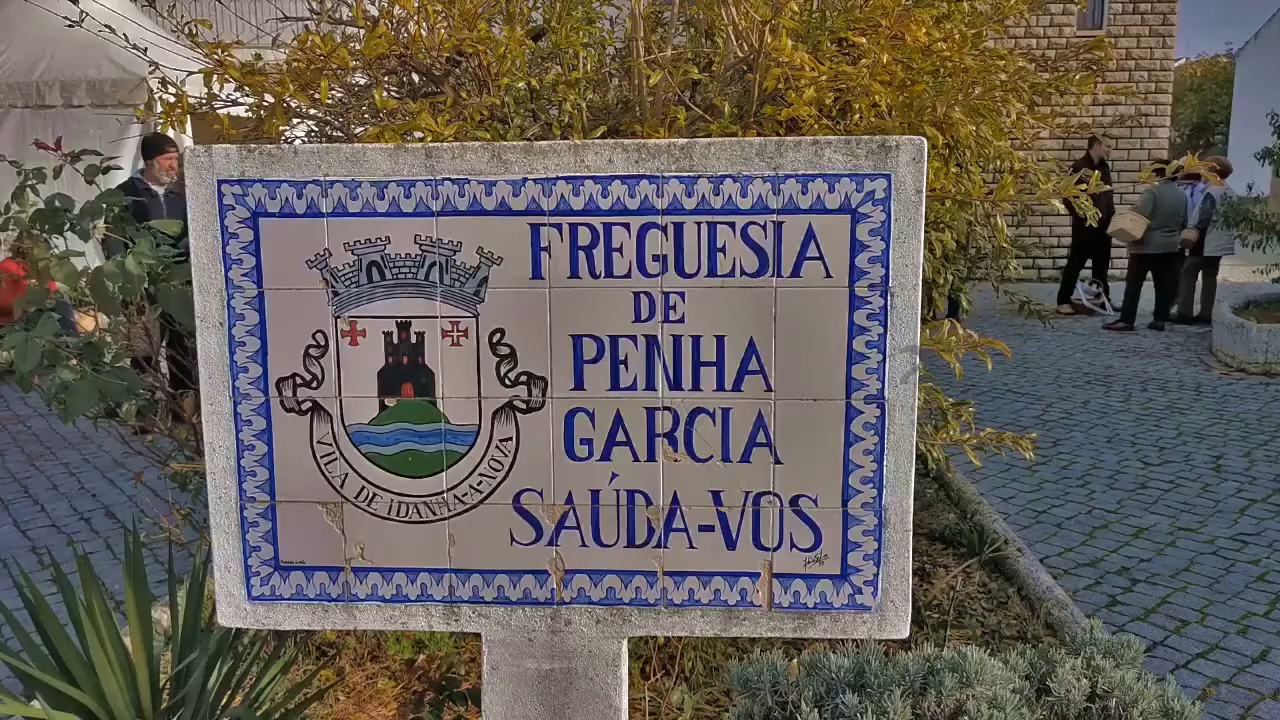 FREGUESIA
DE
PENHA
GARCIA
SAÚDA-VOS
VILA DE IDANHA-A-NOVA